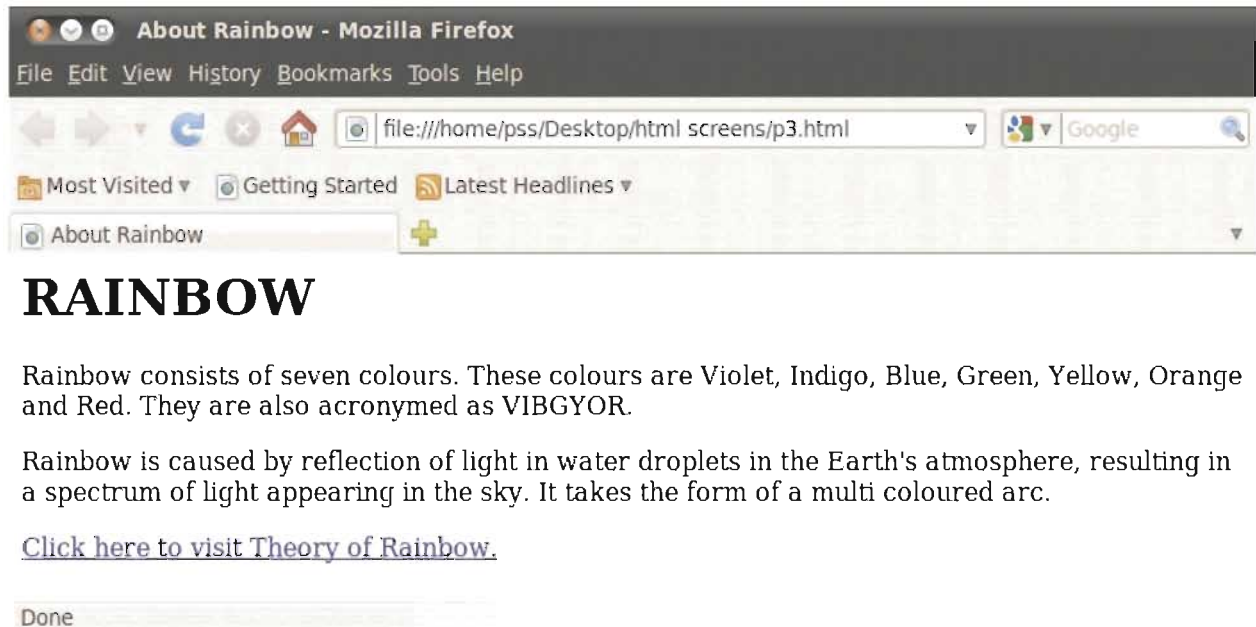 About Rainbow - Mozilla Firefox
File Edit View History Bookmarks Tools Help
file:///home/pss/Desktop/html screens/p3.html Google
Most Visited Getting Started Latest Headlines
About Rainbow
RAINBOW
Rainbow consists of seven colours. These colours are Violet, Indigo, Blue, Green, Yellow, Orange
and Red. They are also acronymed as VIBGYOR.
Rainbow is caused by reflection of light in water droplets in the Earth's atmosphere, resulting in
a spectrum of light appearing in the sky. It takes the form of a multi coloured arc.
Click here to visit Theory of Rainbow.
Done